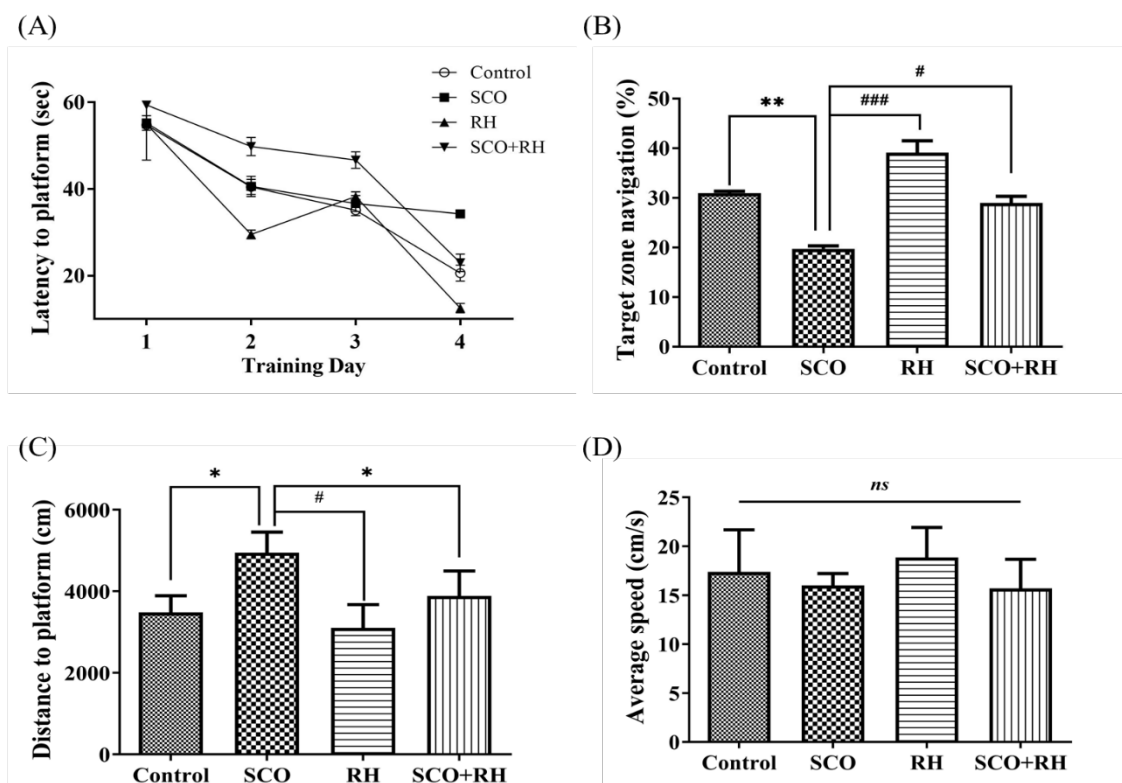 (A)
Control
SCO
RH
SCO+RH
Latency to platform (sec)
60
40
20
1 2 3 4
Training Day
(B)
#
** ###
Target zone navigation (%)
50
40
30
20
10
0
Control SCO RH SCO+RH
(C)
* *
#
Distance to platform (cm)
6000
4000
2000
0
Control SCO RH SCO+RH
(D)
ns
Average speed (cm/s)
25
20
15
10
5
0
Control SCO RH SCO+RH